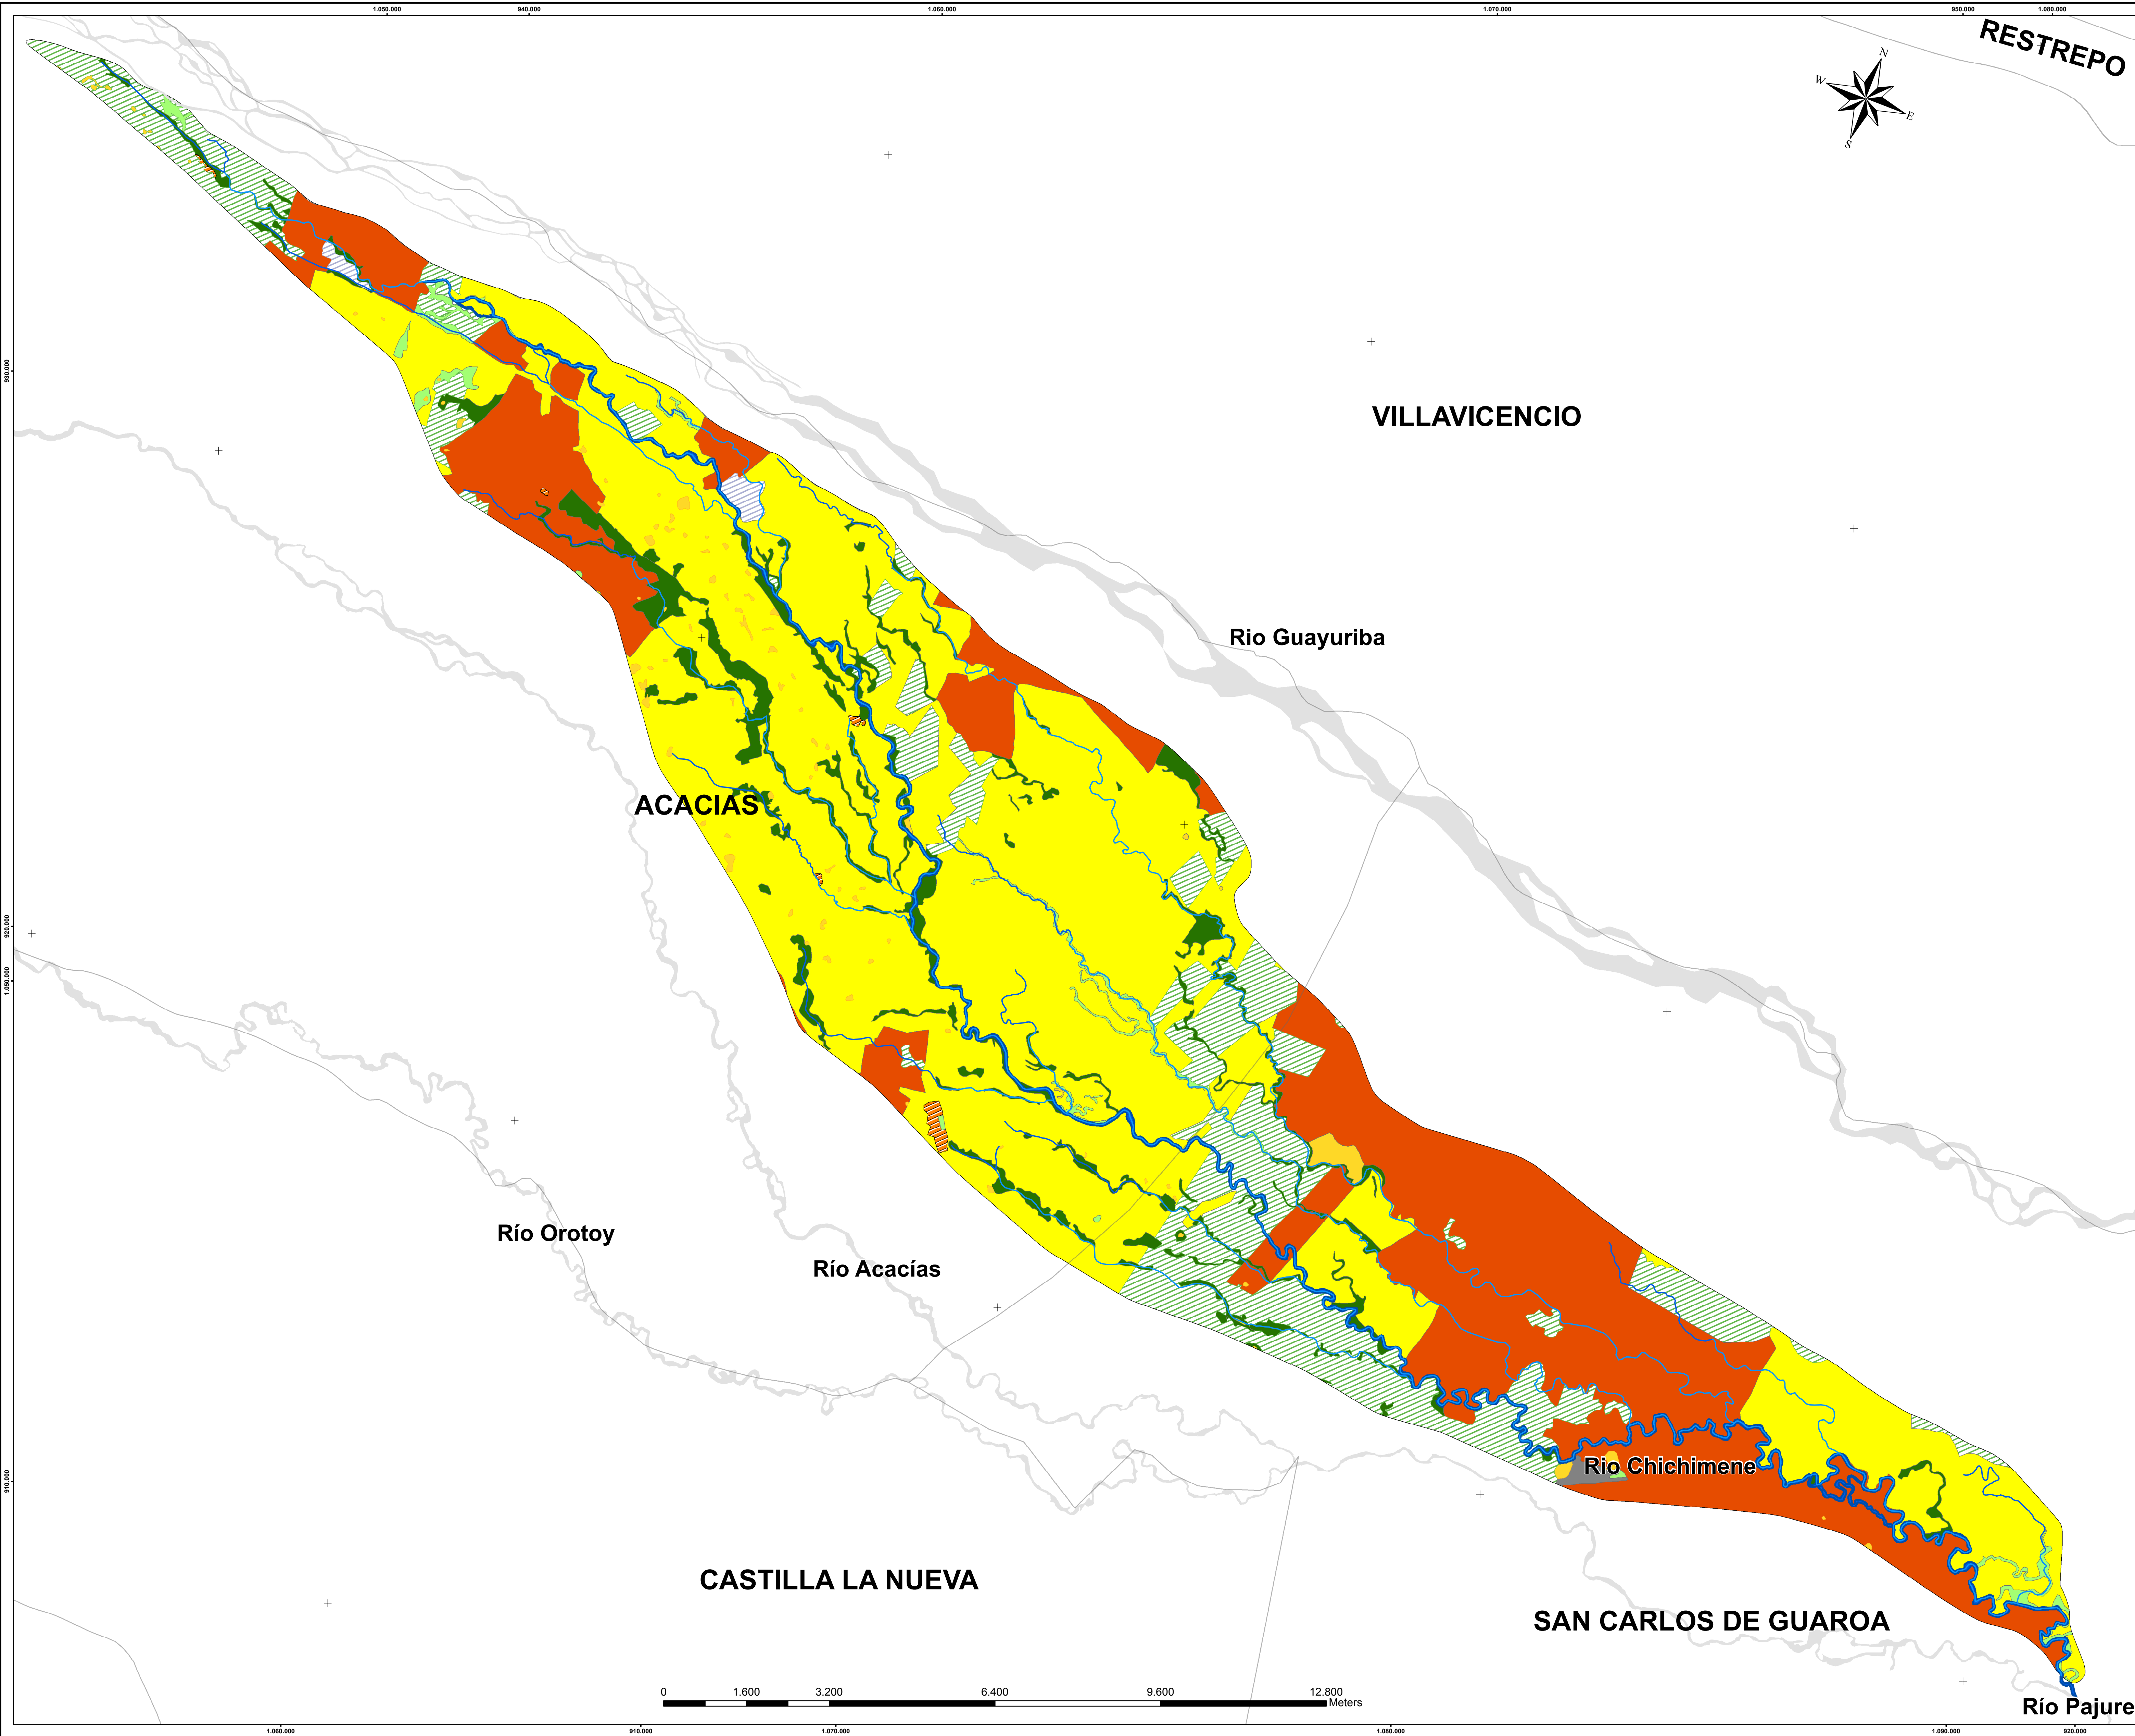 1.050.000 940.000 1.060.000 1.070.000 950.000 1.080.000
RESTREPO
N
W
E
S
930.000
VILLAVICENCIO
Rio Guayuriba
ACACIAS
920.000
1.050.000
Río Orotoy
Río Acacías
910.000
Rio Chichimene
CASTILLA LA NUEVA
SAN CARLOS DE GUAROA
0 1.600 3.200 6.400 9.600 12.800
Meters
Río Pajure
1.060.000 910.000 1.070.000 1.080.000 1.090.000 920.000